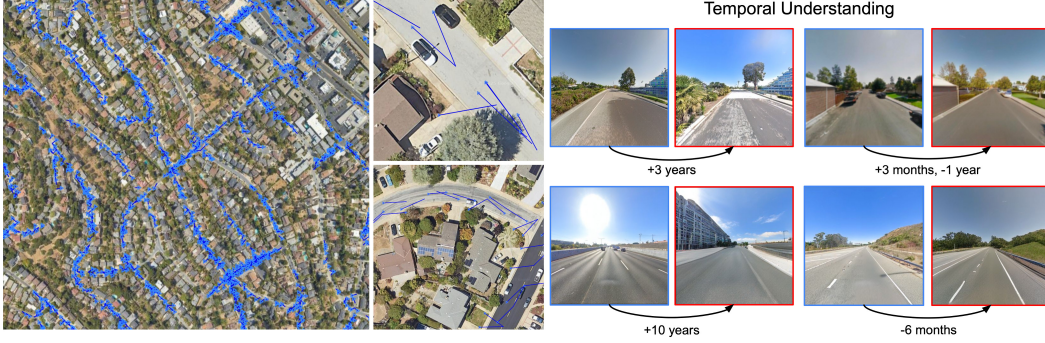 Temporal Understanding
+3 years
+3 months, -1 year
+10 years
-6 months